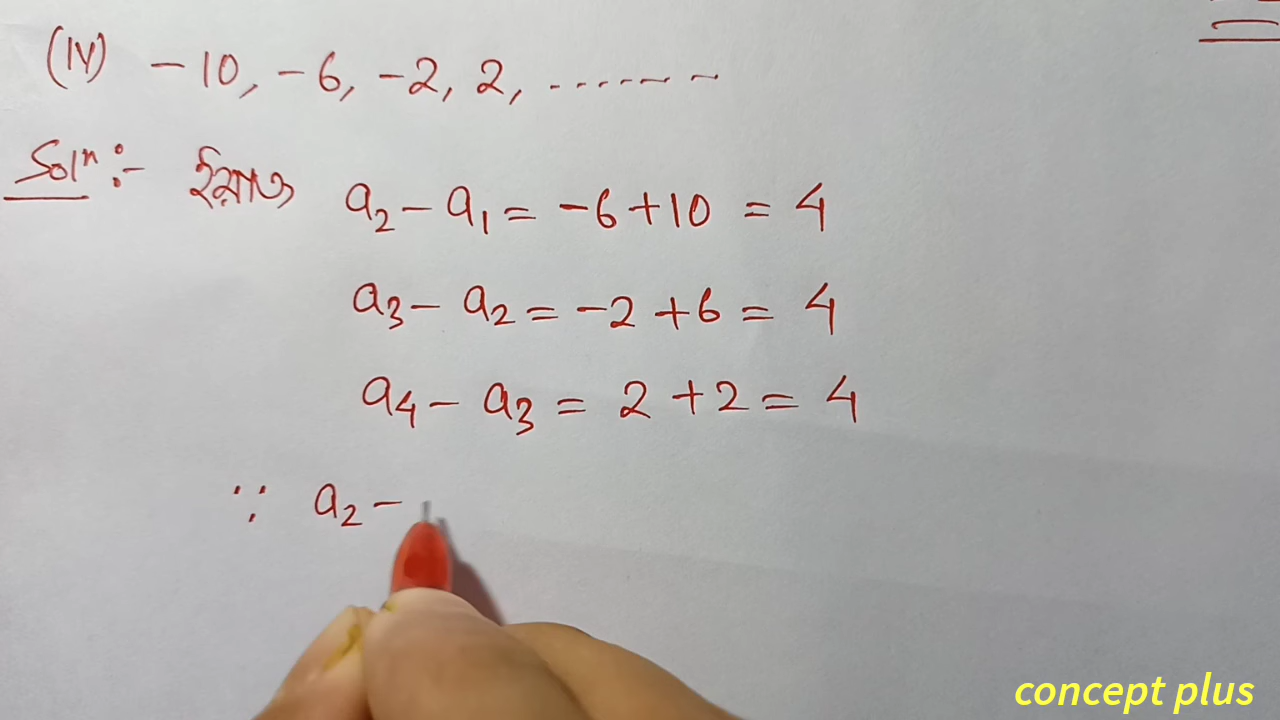 (IV) -10, -6, -2, 2, .......
Solⁿ :- ইয়াত a₂ - a₁ = -6 + 10 = 4
a₃ - a₂ = -2 + 6 = 4
a₄ - a₃ = 2 + 2 = 4
∵ a₂ -
concept plus